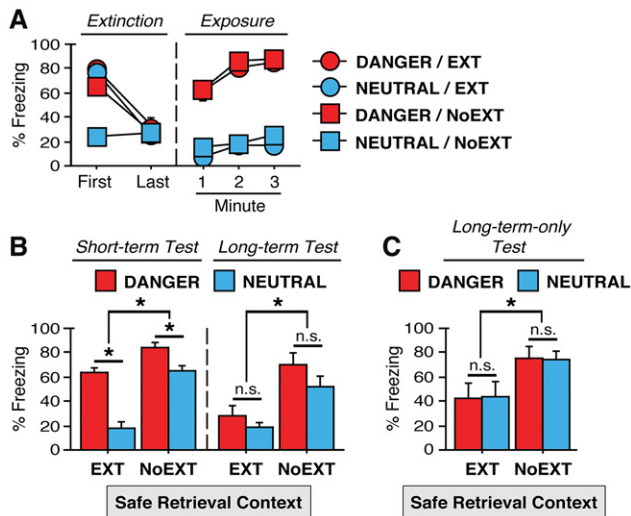 A
Extinction
Exposure
% Freezing
100
80
60
40
20
0
First
Last
1
2
3
Minute
DANGER / EXT
NEUTRAL / EXT
DANGER / NoEXT
NEUTRAL / NoEXT
B
Short-term Test
Long-term Test
DANGER
NEUTRAL
% Freezing
100
80
60
40
20
0
*
*
*
*
n.s.
n.s.
EXT
NoEXT
EXT
NoEXT
Safe Retrieval Context
C
Long-term-only
Test
DANGER
NEUTRAL
% Freezing
100
80
60
40
20
0
*
n.s.
n.s.
EXT
NoEXT
Safe Retrieval Context